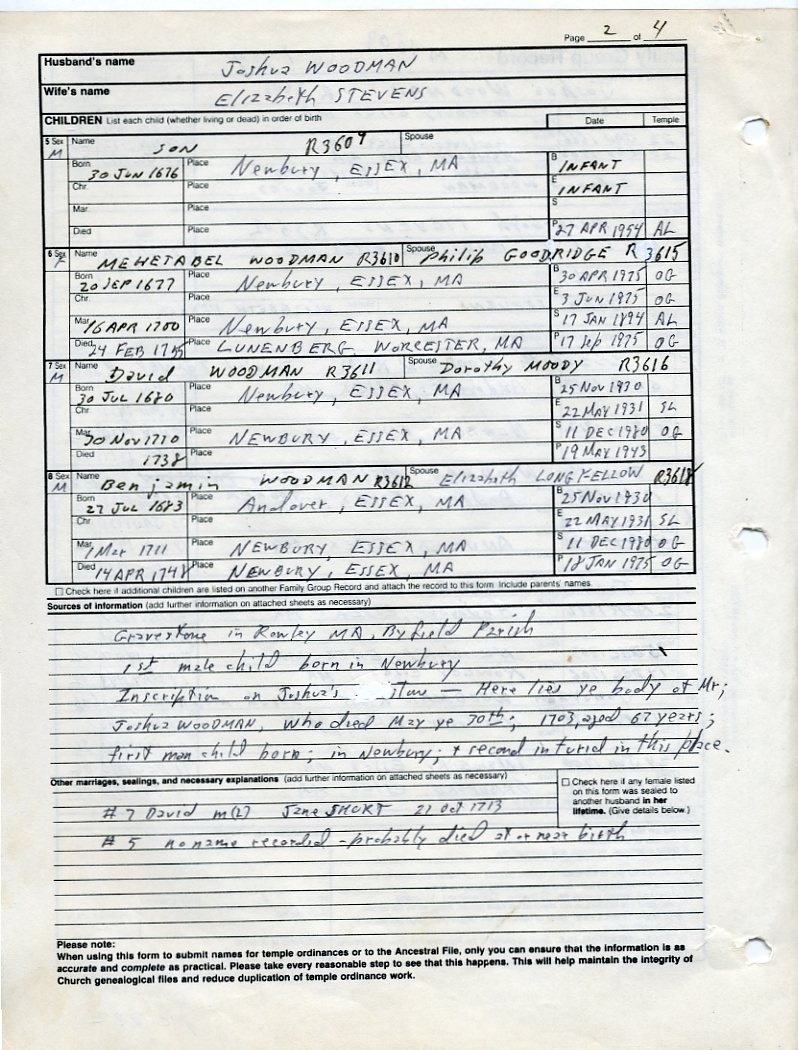 Page 2 of 4
Husband's name Joshua WOODMAN
Wife's name Elizabeth STEVENS
CHILDREN List each child (whether living or dead) in order of birth Date Temple
5 Sex M Name SON R3609 Spouse
Born 30 JUN 1676 Place Newbury, ESSEX, MA B INFANT
Chr. Place E INFANT
Mar. Place S
Died Place P 27 APR 1954 AL
6 Sex F Name MEHETABEL WOODMAN R3610 Spouse Philip GOODRIDGE R3615
Born 20 SEP 1677 Place Newbury, ESSEX, MA B 30 APR 1975 OG
Chr. Place E 3 JUN 1975 OG
Mar. 16 APR 1700 Place Newbury, ESSEX, MA S 17 JAN 1894 AL
Died 24 FEB Place LUNENBERG WORCESTER, MA P 17 Sep 1975 OG
7 Sex M Name David WOODMAN R3611 Spouse Dorothy MOODY R3616
Born 30 JUL 1680 Place Newbury, ESSEX, MA B 25 Nov 1930
Chr. Place E 22 MAY 1931 SL
Mar. 30 Nov 1710 Place NEWBURY, ESSEX, MA S 11 DEC 1980 OG
Died 1738 Place P 19 MAY 1943
8 Sex M Name Benjamin WOODMAN R3612 Spouse Elizabeth LONGFELLOW
Born 27 JUL 1683 Place Andover, ESSEX, MA B 25 Nov 1930
Chr. Place E 22 MAY 1931 SL
Mar. 1 Mar 1711 Place NEWBURY, ESSEX, MA S 11 DEC 1980 OG
Died 14 APR 1748 Place NEWBURY, ESSEX, MA P 18 JAN 1975 OG
Check here if additional children are listed on another Family Group Record and attach the record to this form. Include parents' names.
Sources of information (add further information on attached sheets as necessary)
Gravestone in Rowley MA, Byfield Parish
1st male child born in Newbury
Inscription on Joshua's stone — Here lies ye body of Mr;
Joshua WOODMAN, who died May ye 30th; 1703, aged 67 years;
first man child born; in Newbury; + second inturid in this place.
Other marriages, sealings, and necessary explanations (add further information on attached sheets as necessary)
Check here if any female listed
on this form was sealed to
another husband in her
lifetime. (Give details below.)
#7 David m(2) Jane SHORT 21 Oct 1713
#5 no name recorded - probably died at or near birth
Please note:
When using this form to submit names for temple ordinances or to the Ancestral File, only you can ensure that the information is as
accurate and complete as practical. Please take every reasonable step to see that this happens. This will help maintain the integrity of
Church genealogical files and reduce duplication of temple ordinance work.